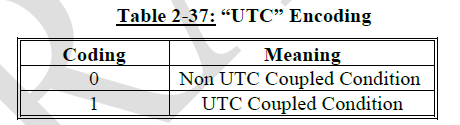 Table 2-37: “UTC” Encoding
Coding Meaning
0 Non UTC Coupled Condition
1 UTC Coupled Condition